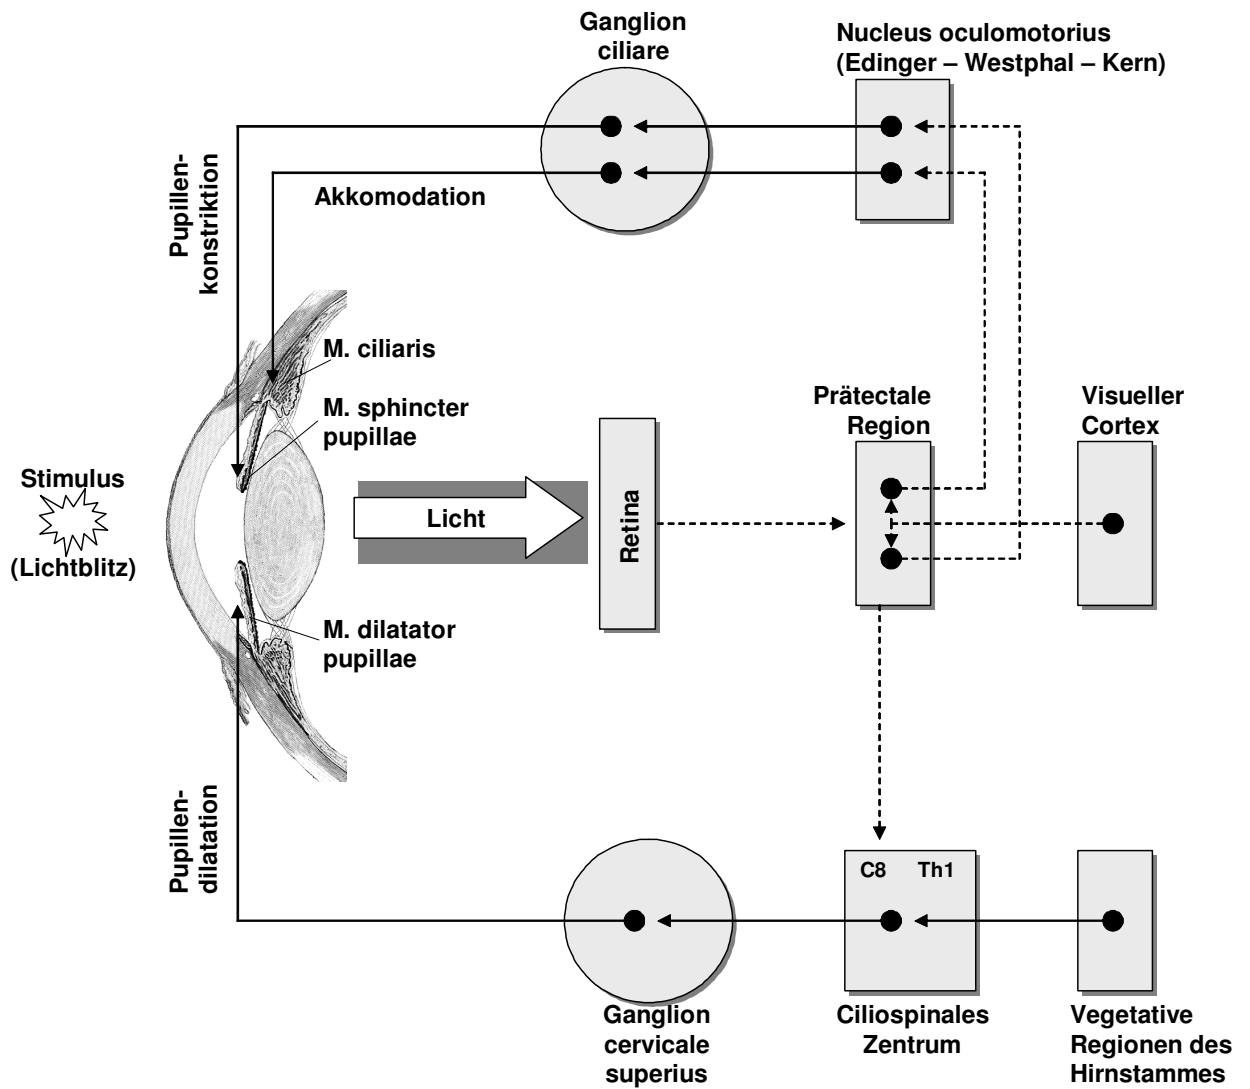 Ganglion
ciliare
Nucleus oculomotorius
(Edinger – Westphal – Kern)
Pupillen-
konstriktion
Akkomodation
M. ciliaris
M. sphincter
pupillae
Prätectale
Region
Visueller
Cortex
Stimulus
(Lichtblitz)
Licht
Retina
M. dilatator
pupillae
Pupillen-
dilatation
C8 Th1
Ganglion
cervicale
superius
Ciliospinales
Zentrum
Vegetative
Regionen des
Hirnstammes